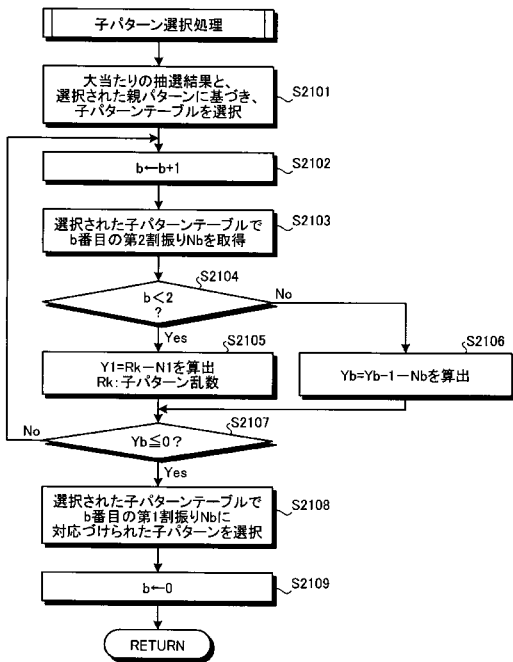 子パターン選択処理
大当たりの抽選結果と、
選択された親パターンに基づき、
子パターンテーブルを選択
S2101
b←b+1
S2102
選択された子パターンテーブルで
b番目の第2割振りNbを取得
S2103
S2104
b<2
?
No
Yes
S2105
Y1=Rk−N1を算出
Rk:子パターン乱数
S2106
Yb=Yb-1−Nbを算出
S2107
No
Yb≦0?
Yes
選択された子パターンテーブルで
b番目の第1割振りNbに
対応づけられた子パターンを選択
S2108
b←0
S2109
RETURN